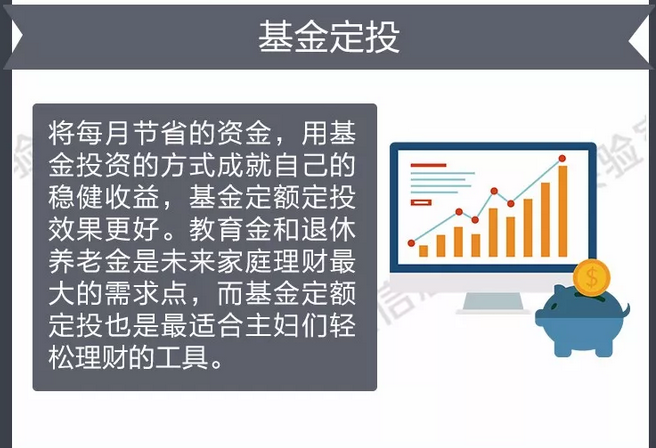 基金定投
将每月节省的资金，用基
金投资的方式成就自己的
稳健收益，基金定额定投
效果更好。教育金和退休
养老金是未来家庭理财最
大的需求点，而基金定额
定投也是最适合主妇们轻
松理财的工具。